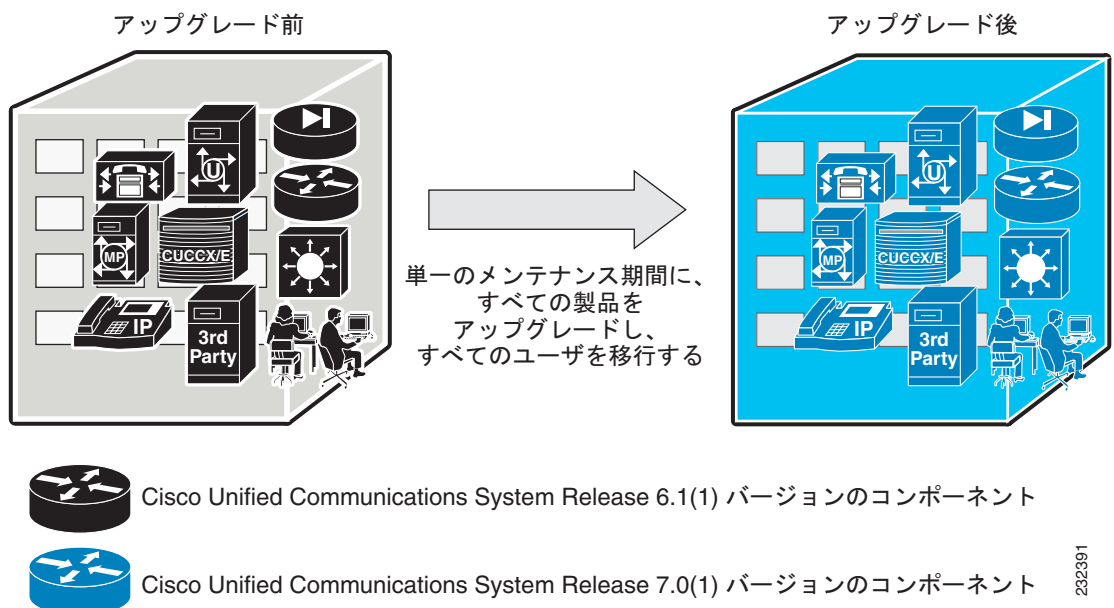 アップグレード前
アップグレード後
U
MP
CUCCX/E
IP
3rd
Party
単一のメンテナンス期間に、
すべての製品を
アップグレードし、
すべてのユーザを移行する
U
MP
CUCCX/E
IP
3rd
Party
Cisco Unified Communications System Release 6.1(1) バージョンのコンポーネント
Cisco Unified Communications System Release 7.0(1) バージョンのコンポーネント
232391